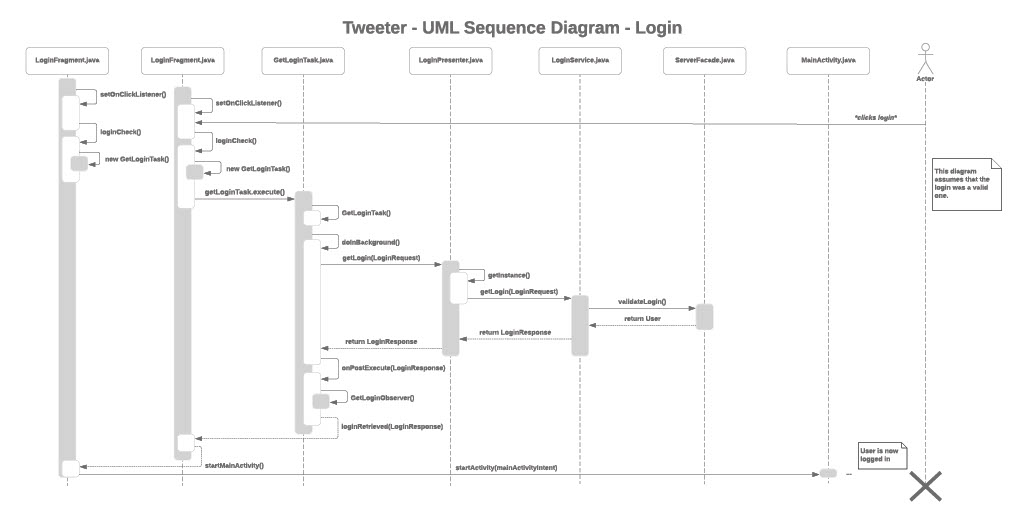 Tweeter - UML Sequence Diagram - Login
LoginFragment.java
LoginFragment.java
GetLoginTask.java
LoginPresenter.java
LoginService.java
ServerFacade.java
MainActivity.java
Actor
setOnClickListener()
setOnClickListener()
*clicks login*
loginCheck()
loginCheck()
new GetLoginTask()
new GetLoginTask()
This diagram
assumes that the
login was a valid
one.
getLoginTask.execute()
GetLoginTask()
doInBackground()
getLogin(LoginRequest)
getInstance()
getLogin(LoginRequest)
validateLogin()
return User
return LoginResponse
return LoginResponse
onPostExecute(LoginResponse)
GetLoginObserver()
loginRetrieved(LoginResponse)
User is now
logged in
startMainActivity()
startActivity(mainActivityIntent)
...